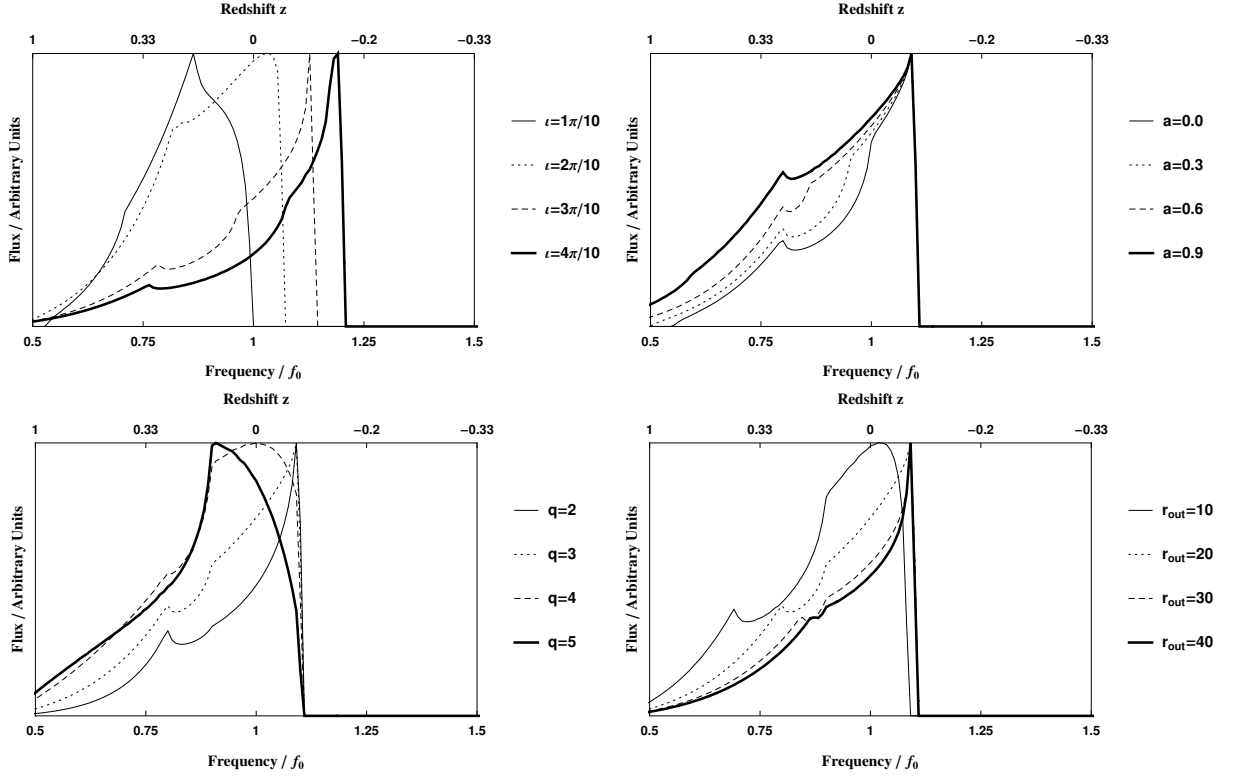 Redshift z
1 0.33 0 −0.2 −0.33
Flux / Arbitrary Units
ι=1π/10
ι=2π/10
ι=3π/10
ι=4π/10
0.5 0.75 1 1.25 1.5
Frequency / f0
Redshift z
1 0.33 0 −0.2 −0.33
Flux / Arbitrary Units
a=0.0
a=0.3
a=0.6
a=0.9
0.5 0.75 1 1.25 1.5
Frequency / f0
Redshift z
1 0.33 0 −0.2 −0.33
Flux / Arbitrary Units
q=2
q=3
q=4
q=5
0.5 0.75 1 1.25 1.5
Frequency / f0
Redshift z
1 0.33 0 −0.2 −0.33
Flux / Arbitrary Units
rout=10
rout=20
rout=30
rout=40
0.5 0.75 1 1.25 1.5
Frequency / f0